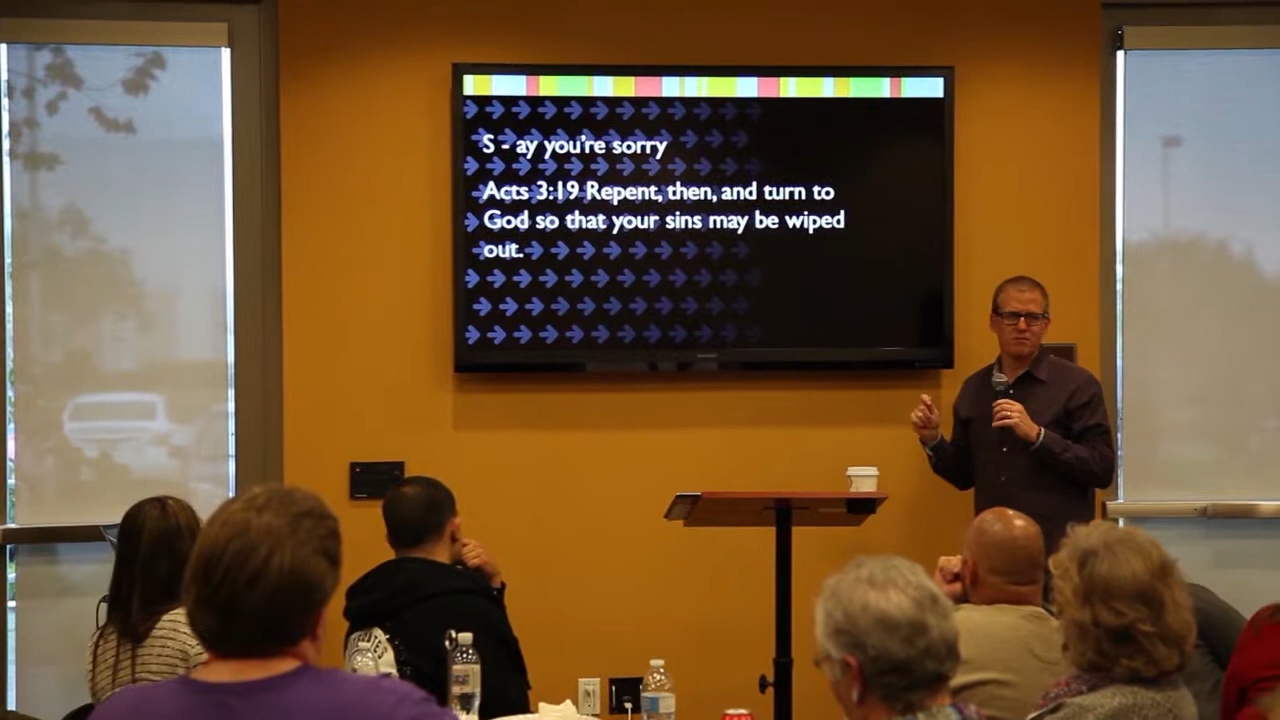 S - ay you're sorry
Acts 3:19 Repent, then, and turn to
God so that your sins may be wiped
out.